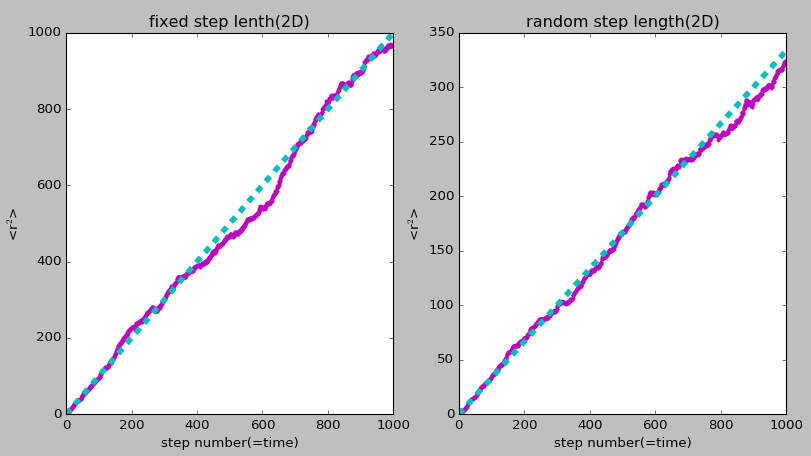 fixed step lenth(2D)
1000
800
600
400
200
0
<r²>
0 200 400 600 800 1000
step number(=time)
random step length(2D)
350
300
250
200
150
100
50
0
<r²>
0 200 400 600 800 1000
step number(=time)